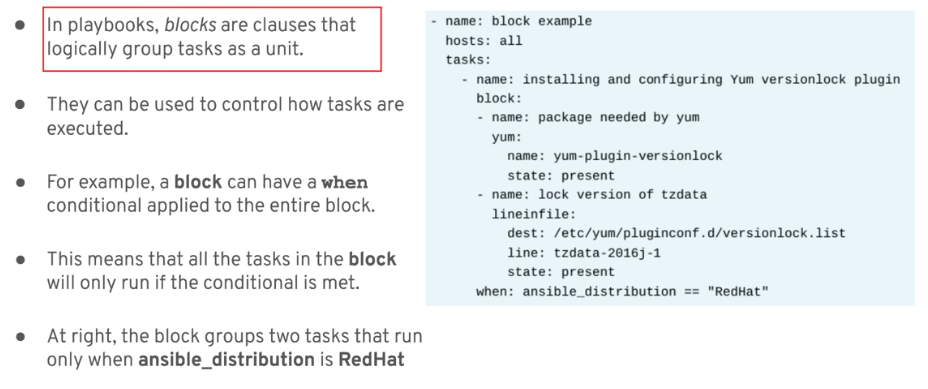 ● In playbooks, blocks are clauses that
logically group tasks as a unit.
● They can be used to control how tasks are
executed.
● For example, a block can have a when
conditional applied to the entire block.
● This means that all the tasks in the block
will only run if the conditional is met.
● At right, the block groups two tasks that run
only when ansible_distribution is RedHat
- name: block example
  hosts: all
  tasks:
    - name: installing and configuring Yum versionlock plugin
      block:
      - name: package needed by yum
        yum:
          name: yum-plugin-versionlock
          state: present
      - name: lock version of tzdata
        lineinfile:
          dest: /etc/yum/pluginconf.d/versionlock.list
          line: tzdata-2016j-1
          state: present
      when: ansible_distribution == "RedHat"